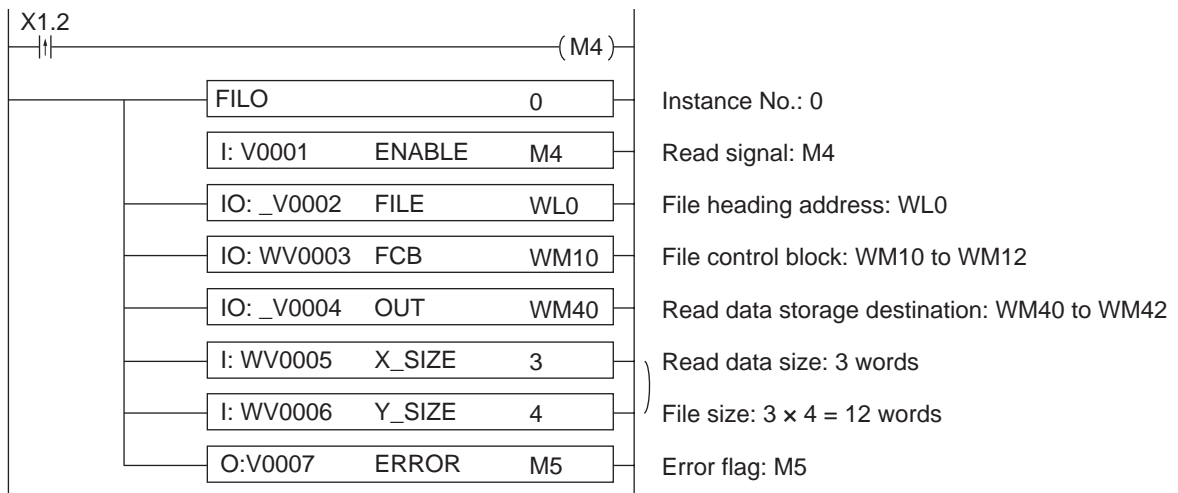 X1.2
( M4 )
FILO 0 Instance No.: 0
I: V0001 ENABLE M4 Read signal: M4
IO: _V0002 FILE WL0 File heading address: WL0
IO: WV0003 FCB WM10 File control block: WM10 to WM12
IO: _V0004 OUT WM40 Read data storage destination: WM40 to WM42
I: WV0005 X_SIZE 3 Read data size: 3 words
I: WV0006 Y_SIZE 4 File size: 3 × 4 = 12 words
O:V0007 ERROR M5 Error flag: M5